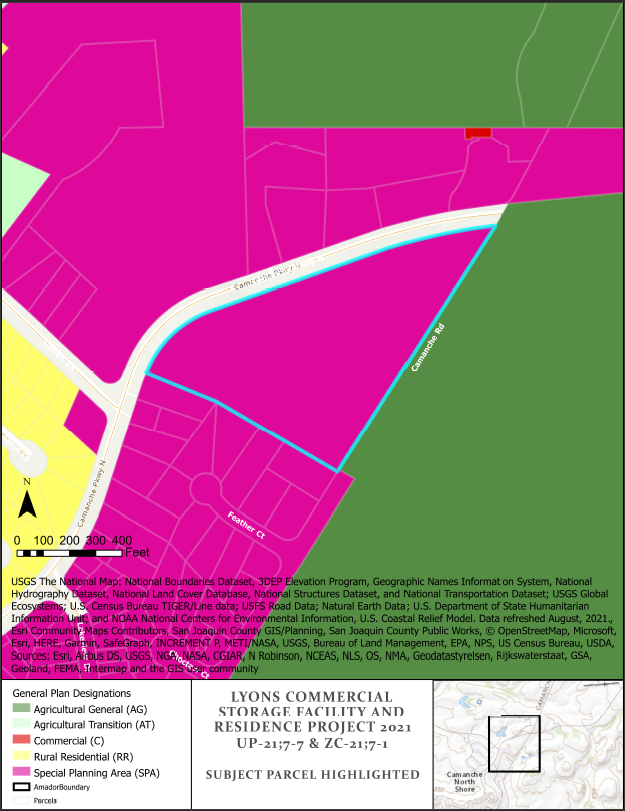 Camanche Pkwy N
Camanche Rd
Camanche Pkwy N
Feather Ct
Choctaw Ct
N
0 100 200 300 400
Feet
USGS The National Map: National Boundaries Dataset, 3DEP Elevation Program, Geographic Names Informat on System, National
Hydrography Dataset, National Land Cover Database, National Structures Dataset, and National Transportation Dataset; USGS Global
Ecosystems; U.S. Census Bureau TIGER/Line data; USFS Road Data; Natural Earth Data; U.S. Department of State Humanitarian
Information Unit; and NOAA National Centers for Environmental Information, U.S. Coastal Relief Model. Data refreshed August, 2021.,
Esri Community Maps Contributors, San Joaquin County GIS/Planning, San Joaquin County Public Works, © OpenStreetMap, Microsoft,
Esri, HERE, Garmin, SafeGraph, INCREMENT P, METI/NASA, USGS, Bureau of Land Management, EPA, NPS, US Census Bureau, USDA,
Sources: Esri, Airbus DS, USGS, NGA, NASA, CGIAR, N Robinson, NCEAS, NLS, OS, NMA, Geodatastyrelsen, Rijkswaterstaat, GSA,
Geoland, FEMA, Intermap and the GIS user community
General Plan Designations
Agricultural General (AG)
Agricultural Transition (AT)
Commercial (C)
Rural Residential (RR)
Special Planning Area (SPA)
AmadorBoundary
Parcels
LYONS COMMERCIAL
STORAGE FACILITY AND
RESIDENCE PROJECT 2021
UP-21;7-7 & ZC-21;7-1
SUBJECT PARCEL HIGHLIGHTED
Camanche
North
Shore